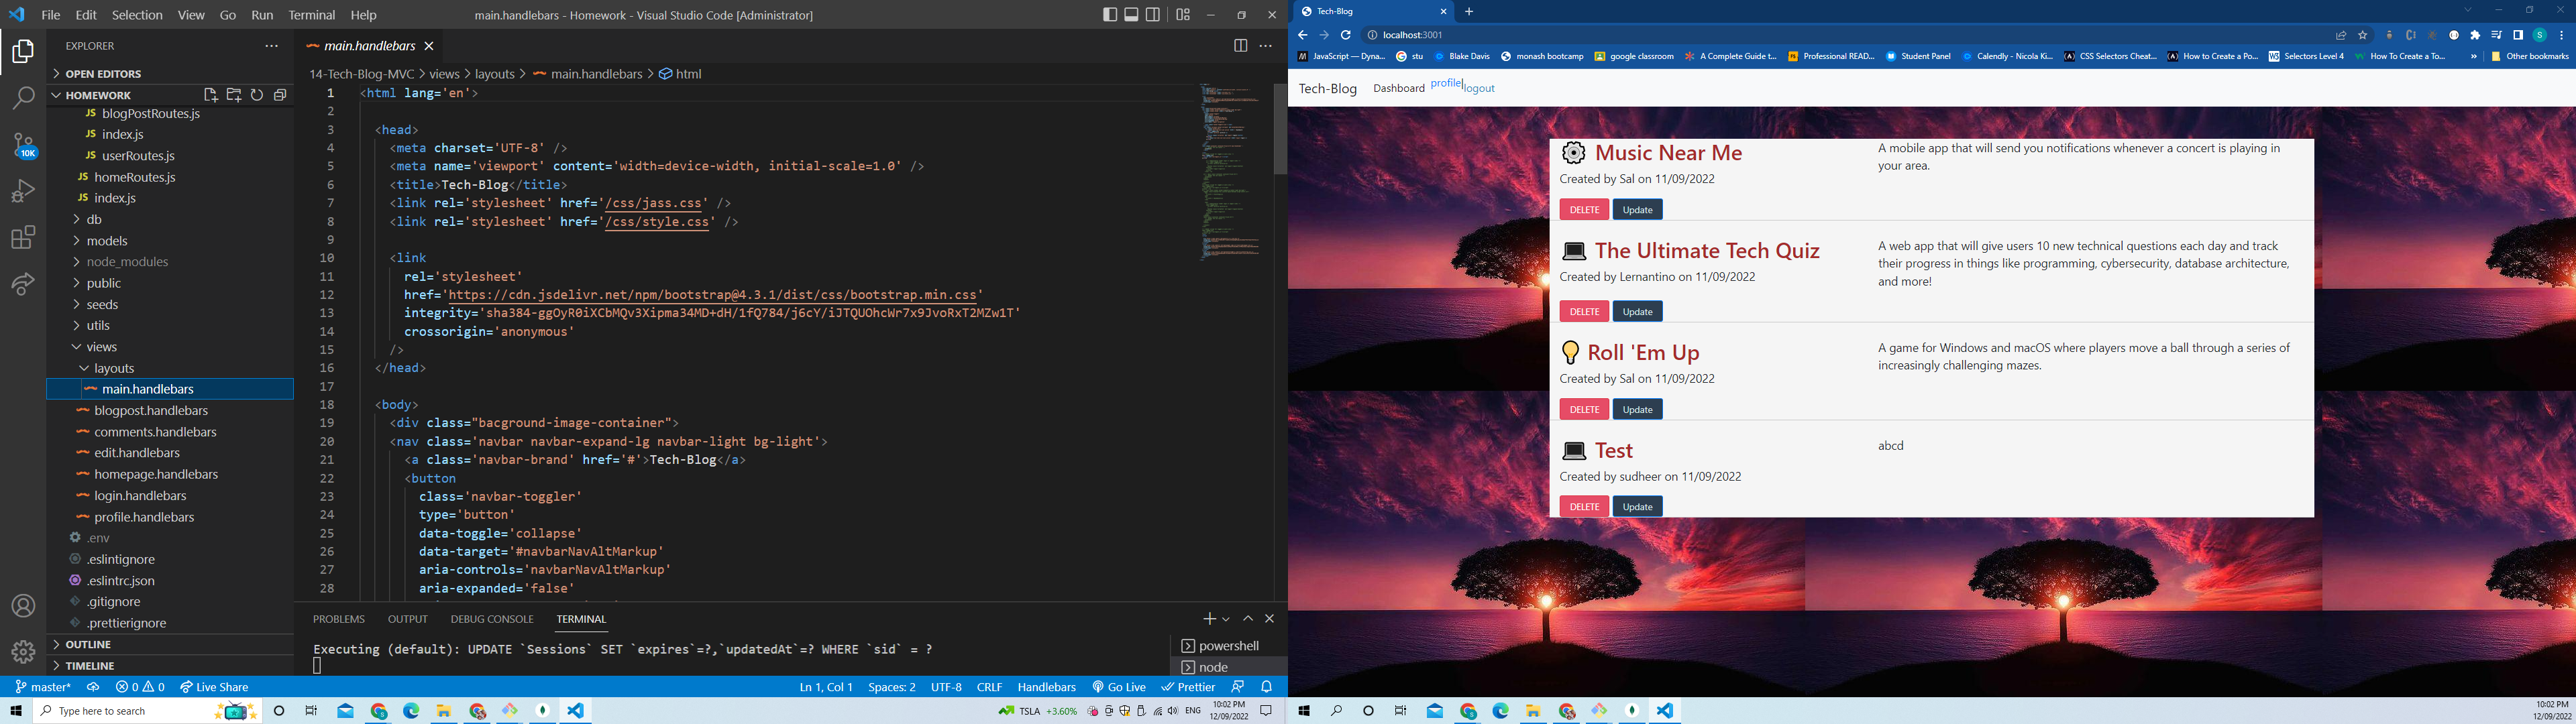 File Edit Selection View Go Run Terminal Help
main.handlebars - Homework - Visual Studio Code [Administrator]
EXPLORER
OPEN EDITORS
HOMEWORK
blogPostRoutes.js
index.js
userRoutes.js
homeRoutes.js
index.js
db
models
node_modules
public
seeds
utils
views
layouts
main.handlebars
blogpost.handlebars
comments.handlebars
edit.handlebars
homepage.handlebars
login.handlebars
profile.handlebars
.env
.eslintignore
.eslintrc.json
.gitignore
.prettierignore
OUTLINE
TIMELINE
10K
main.handlebars
14-Tech-Blog-MVC > views > layouts > main.handlebars > html
1 <html lang='en'>
2
3 <head>
4 <meta charset='UTF-8' />
5 <meta name='viewport' content='width=device-width, initial-scale=1.0' />
6 <title>Tech-Blog</title>
7 <link rel='stylesheet' href='/css/jass.css' />
8 <link rel='stylesheet' href='/css/style.css' />
9
10 <link
11 rel='stylesheet'
12 href='https://cdn.jsdelivr.net/npm/bootstrap@4.3.1/dist/css/bootstrap.min.css'
13 integrity='sha384-ggOyR0iXCbMQv3Xipma34MD+dH/1fQ784/j6cY/iJTQUOhcWr7x9JvoRxT2MZw1T'
14 crossorigin='anonymous'
15 />
16 </head>
17
18 <body>
19 <div class="bacground-image-container">
20 <nav class='navbar navbar-expand-lg navbar-light bg-light'>
21 <a class='navbar-brand' href='#'>Tech-Blog</a>
22 <button
23 class='navbar-toggler'
24 type='button'
25 data-toggle='collapse'
26 data-target='#navbarNavAltMarkup'
27 aria-controls='navbarNavAltMarkup'
28 aria-expanded='false'
PROBLEMS OUTPUT DEBUG CONSOLE TERMINAL
Executing (default): UPDATE `Sessions` SET `expires`=?,`updatedAt`=? WHERE `sid` = ?
powershell
node
master* 0 0 Live Share
Ln 1, Col 1 Spaces: 2 UTF-8 CRLF Handlebars Go Live Prettier
Type here to search
TSLA +3.60% ENG
10:02 PM
12/09/2022
Tech-Blog
localhost:3001
S
JavaScript — Dyna... stu Blake Davis monash bootcamp google classroom A Complete Guide t... Professional READ... Student Panel Calendly - Nicola Ki... CSS Selectors Cheat... How to Create a Po... Selectors Level 4 How To Create a To... » Other bookmarks
Tech-Blog Dashboard profile|logout
Music Near Me
Created by Sal on 11/09/2022
A mobile app that will send you notifications whenever a concert is playing in
your area.
DELETE Update
The Ultimate Tech Quiz
Created by Lernantino on 11/09/2022
A web app that will give users 10 new technical questions each day and track
their progress in things like programming, cybersecurity, database architecture,
and more!
DELETE Update
Roll 'Em Up
Created by Sal on 11/09/2022
A game for Windows and macOS where players move a ball through a series of
increasingly challenging mazes.
DELETE Update
Test
Created by sudheer on 11/09/2022
abcd
DELETE Update
10:02 PM
12/09/2022